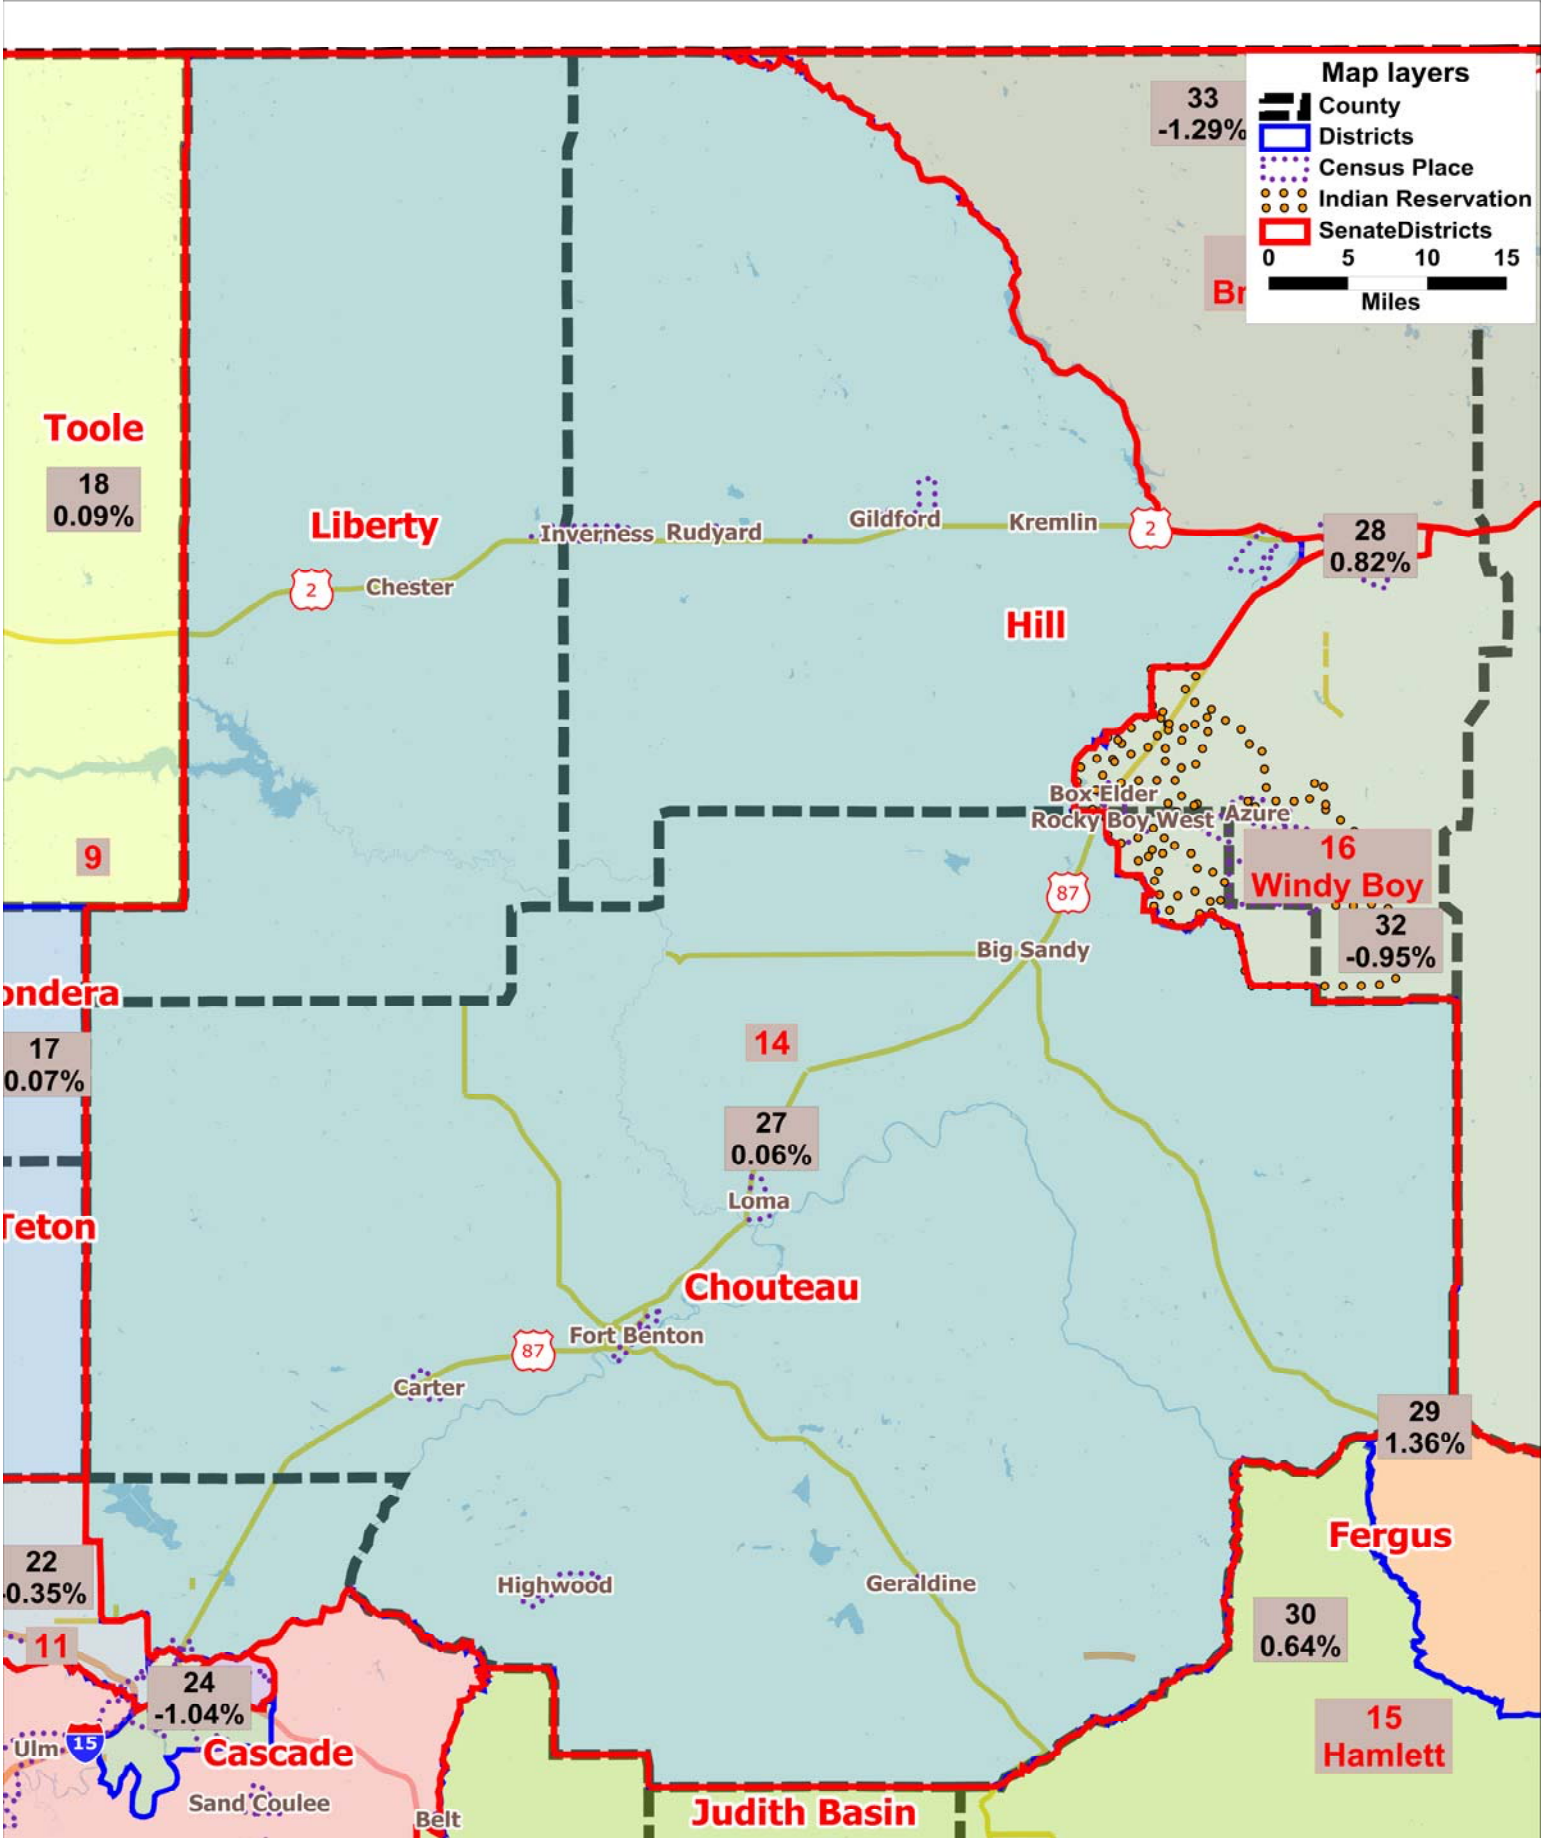 Map layers
County
Districts
Census Place
Indian Reservation
SenateDistricts
0 5 10 15
Miles
33
-1.29%
Br
Toole
18
0.09%
Liberty
Inverness
Rudyard
Gildford
Kremlin
2
28
0.82%
2
Chester
Hill
Box Elder
Rocky Boy West
Azure
9
16
Windy Boy
87
32
-0.95%
Big Sandy
ondera
14
17
0.07%
27
0.06%
Loma
Teton
Chouteau
Fort Benton
87
Carter
29
1.36%
Fergus
22
-0.35%
Highwood
Geraldine
30
0.64%
11
24
-1.04%
15
Hamlett
Ulm
15
Cascade
Sand Coulee
Belt
Judith Basin